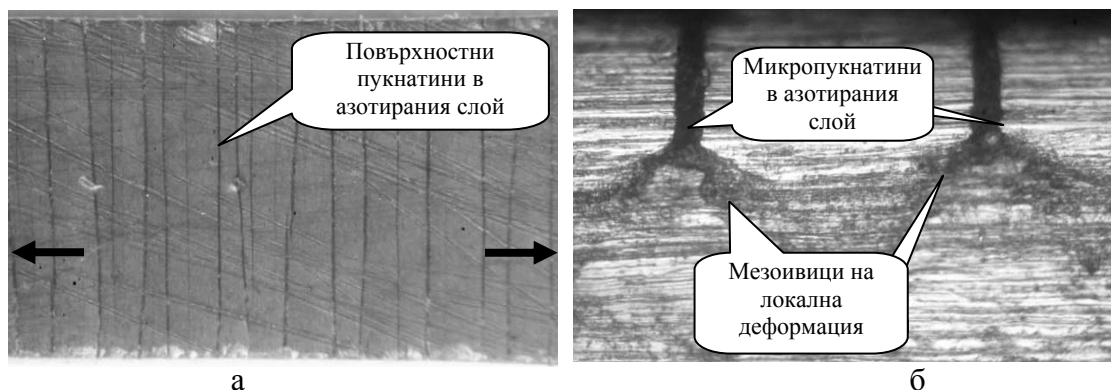 Повърхностни
пукнатини в
азотирания слой
Микропукнатини
в азотирания
слой
Мезоивици на
локална
деформация
а
б